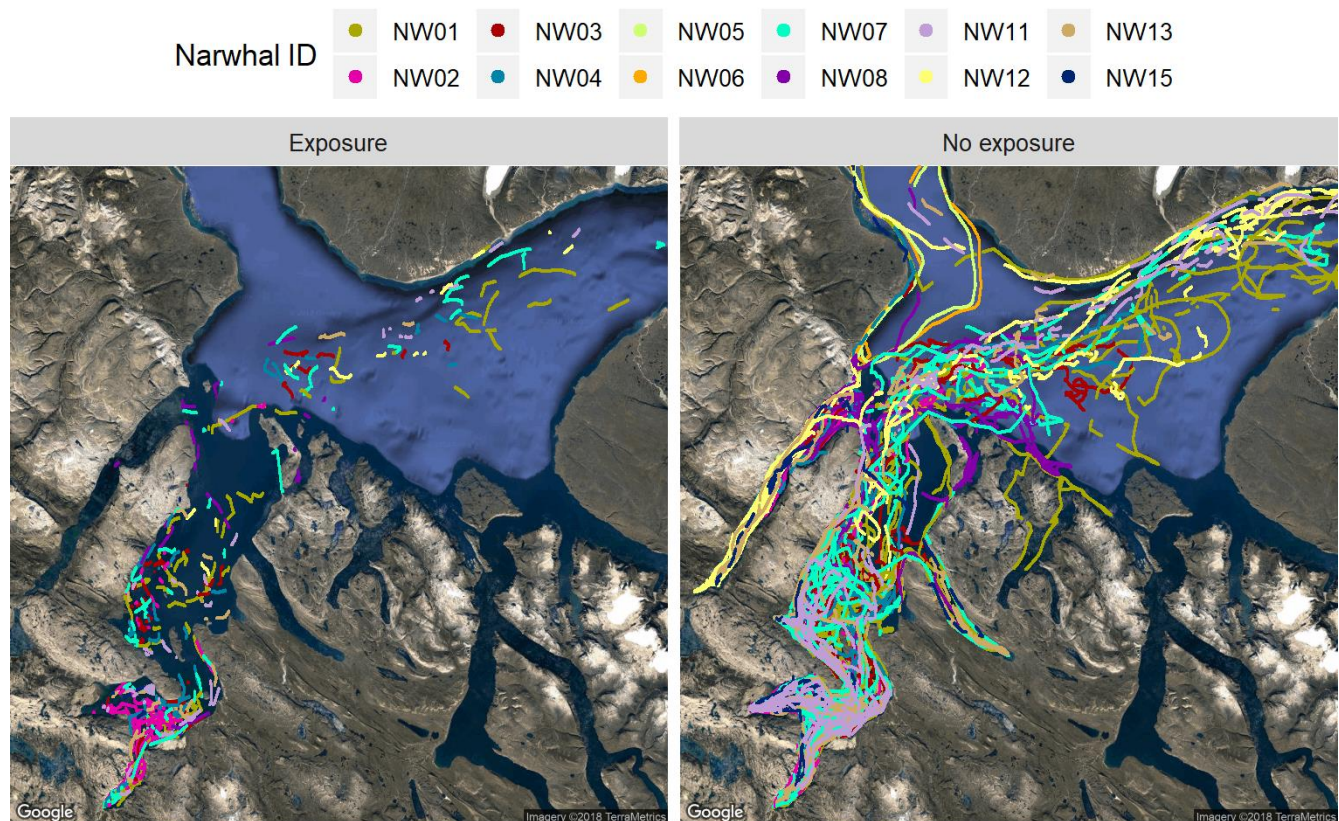 Narwhal ID
NW01 NW03 NW05 NW07 NW11 NW13
NW02 NW04 NW06 NW08 NW12 NW15
Exposure No exposure
Google Imagery ©2018 TerraMetrics Google Imagery ©2018 TerraMetrics